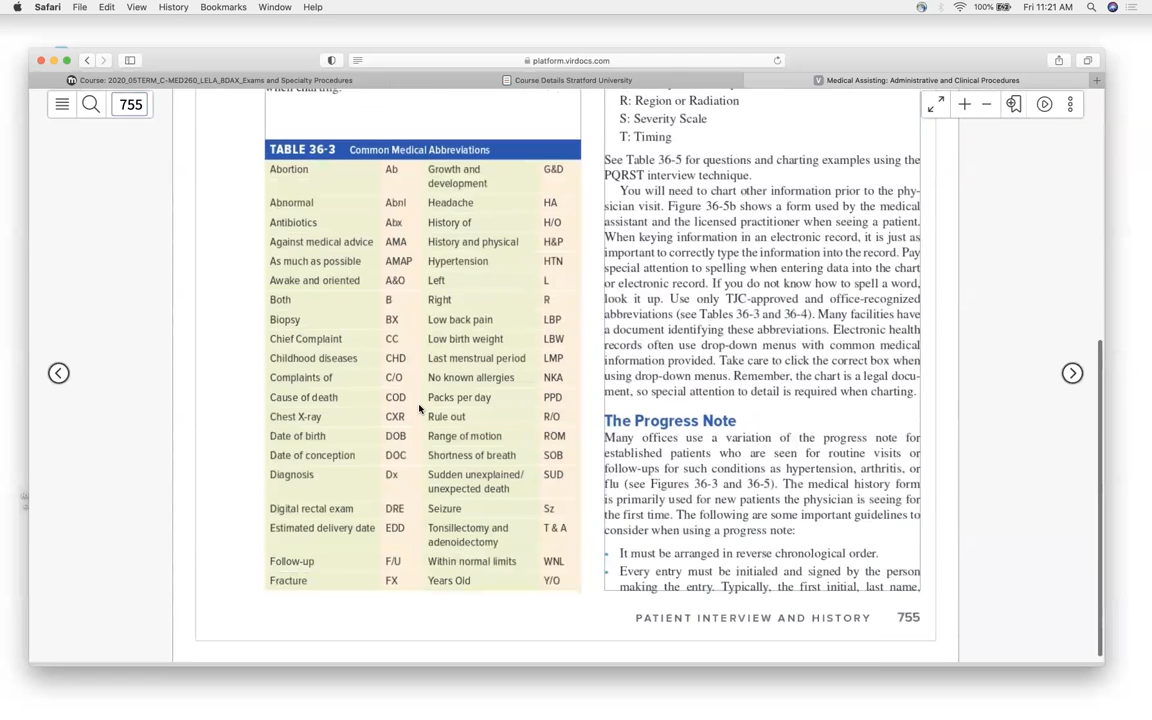 Safari File Edit View History Bookmarks Window Help 100% Fri 11:21 AM
platform.virdocs.com
Course: 2020_05TERM_C-MED260_LELA_8DAX_Exams and Specialty Procedures
Course Details Stratford University
Medical Assisting: Administrative and Clinical Procedures
755
when charting.
TABLE 36-3 Common Medical Abbreviations
Abortion Ab Growth and
development G&D
Abnormal Abnl Headache HA
Antibiotics Abx History of H/O
Against medical advice AMA History and physical H&P
As much as possible AMAP Hypertension HTN
Awake and oriented A&O Left L
Both B Right R
Biopsy BX Low back pain LBP
Chief Complaint CC Low birth weight LBW
Childhood diseases CHD Last menstrual period LMP
Complaints of C/O No known allergies NKA
Cause of death COD Packs per day PPD
Chest X-ray CXR Rule out R/O
Date of birth DOB Range of motion ROM
Date of conception DOC Shortness of breath SOB
Diagnosis Dx Sudden unexplained/
unexpected death SUD
Digital rectal exam DRE Seizure Sz
Estimated delivery date EDD Tonsillectomy and
adenoidectomy T & A
Follow-up F/U Within normal limits WNL
Fracture FX Years Old Y/O
R: Region or Radiation
S: Severity Scale
T: Timing
See Table 36-5 for questions and charting examples using the
PQRST interview technique.
You will need to chart other information prior to the phy-
sician visit. Figure 36-5b shows a form used by the medical
assistant and the licensed practitioner when seeing a patient.
When keying information in an electronic record, it is just as
important to correctly type the information into the record. Pay
special attention to spelling when entering data into the chart
or electronic record. If you do not know how to spell a word,
look it up. Use only TJC-approved and office-recognized
abbreviations (see Tables 36-3 and 36-4). Many facilities have
a document identifying these abbreviations. Electronic health
records often use drop-down menus with common medical
information provided. Take care to click the correct box when
using drop-down menus. Remember, the chart is a legal docu-
ment, so special attention to detail is required when charting.
The Progress Note
Many offices use a variation of the progress note for
established patients who are seen for routine visits or
follow-ups for such conditions as hypertension, arthritis, or
flu (see Figures 36-3 and 36-5). The medical history form
is primarily used for new patients the physician is seeing for
the first time. The following are some important guidelines to
consider when using a progress note:
• It must be arranged in reverse chronological order.
• Every entry must be initialed and signed by the person
making the entry. Typically, the first initial, last name,
PATIENT INTERVIEW AND HISTORY 755